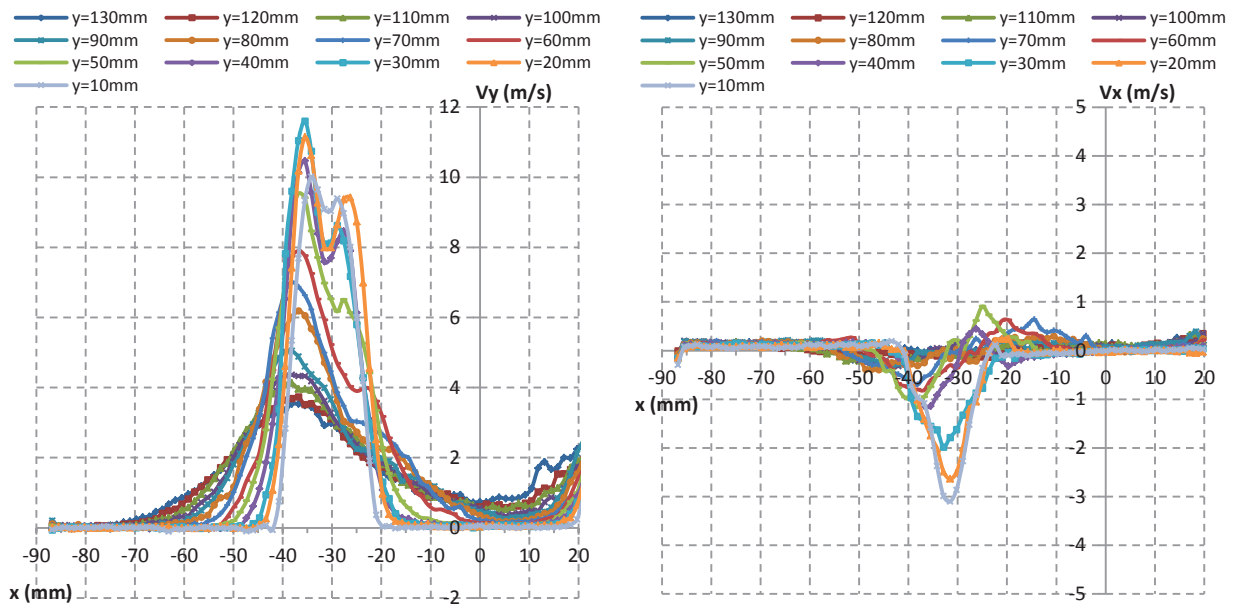 y=130mm y=120mm y=110mm y=100mm
y=90mm y=80mm y=70mm y=60mm
y=50mm y=40mm y=30mm y=20mm
y=10mm
Vy (m/s)
12
10
8
6
4
2
0
-2
-90 -80 -70 -60 -50 -40 -30 -20 -10 0 10 20
x (mm)
y=130mm y=120mm y=110mm y=100mm
y=90mm y=80mm y=70mm y=60mm
y=50mm y=40mm y=30mm y=20mm
y=10mm
Vx (m/s)
5
4
3
2
1
0
-1
-2
-3
-4
-5
-90 -80 -70 -60 -50 -40 -30 -20 -10 0 10 20
x (mm)